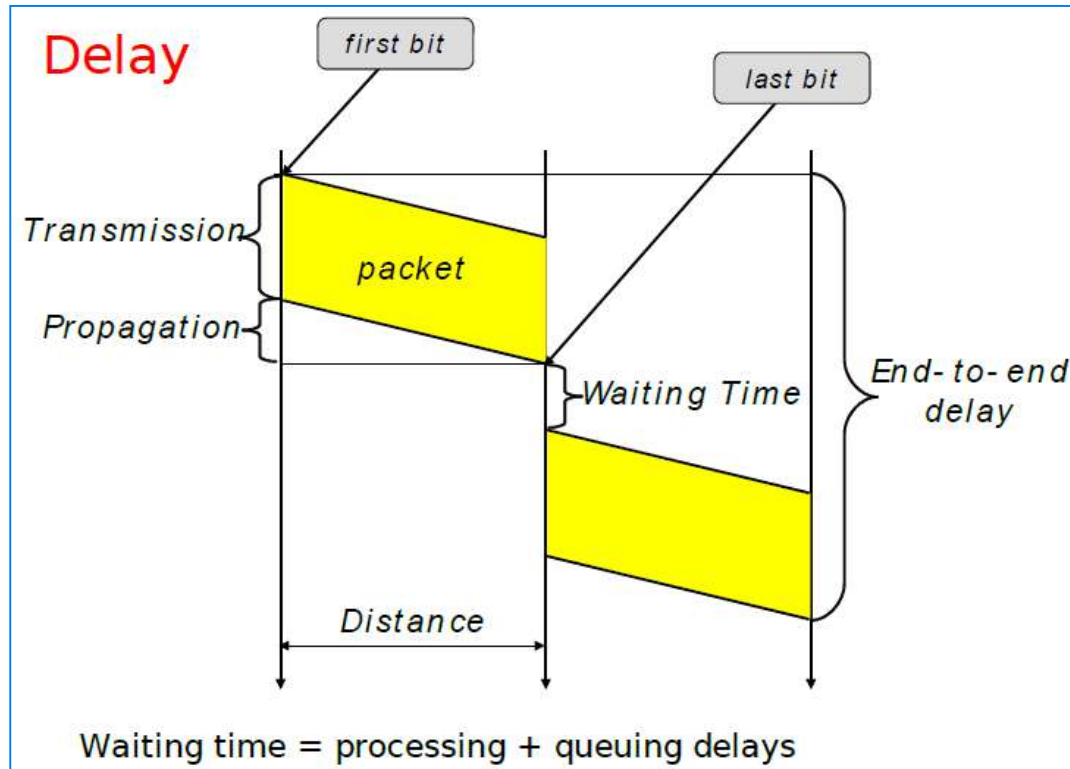 Delay
first bit
last bit
Transmission
packet
Propagation
Waiting Time
End-to-end
delay
Distance
Waiting time = processing + queuing delays